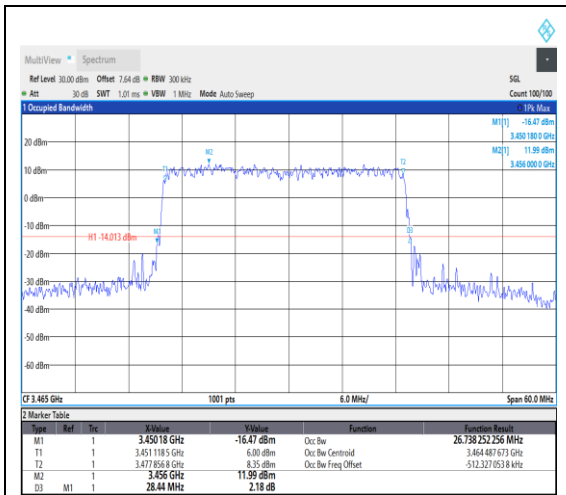 MultiView Spectrum
Ref Level 30.00 dBm Offset 7.64 dB RBW 300 kHz SGL
Att 30 dB SWT 1.01 ms VBW 1 MHz Mode Auto Sweep Count 100/100
1 Occupied Bandwidth 1Pk Max
M1[1] -16.47 dBm
3.450 180 0 GHz
M2[1] 11.99 dBm
3.456 000 0 GHz
20 dBm
M2
T1
T2
10 dBm
0 dBm
-10 dBm
M1
D3
H1 -14.013 dBm
-20 dBm
-30 dBm
-40 dBm
-50 dBm
-60 dBm
CF 3.465 GHz 1001 pts 6.0 MHz/ Span 60.0 MHz
2 Marker Table
Type Ref Trc X-Value Y-Value Function Function Result
M1 1 3.45018 GHz -16.47 dBm Occ Bw 26.738 252 256 MHz
T1 1 3.451 118 5 GHz 6.00 dBm Occ Bw Centroid 3.464 487 673 GHz
T2 1 3.477 856 8 GHz 8.35 dBm Occ Bw Freq Offset -512.327 053 8 kHz
M2 1 3.456 GHz 11.99 dBm
D3 M1 1 28.44 MHz 2.18 dB